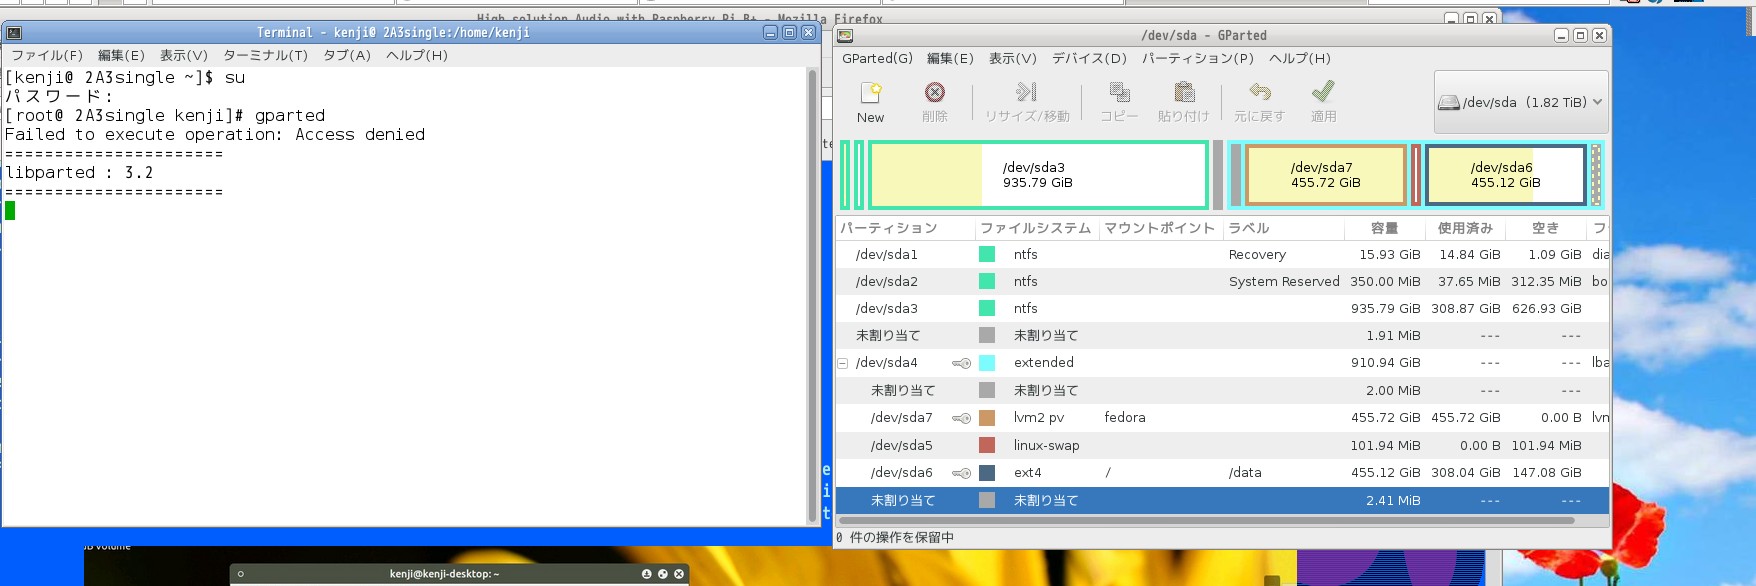 High solution Audio with Raspberry Pi B+ - Mozilla Firefox
Terminal - kenji@ 2A3single:/home/kenji
ファイル(F) 編集(E) 表示(V) ターミナル(T) タブ(A) ヘルプ(H)
[kenji@ 2A3single ~]$ su
パスワード:
[root@ 2A3single kenji]# gparted
Failed to execute operation: Access denied
======================
libparted : 3.2
======================
/dev/sda - GParted
GParted(G) 編集(E) 表示(V) デバイス(D) パーティション(P) ヘルプ(H)
New 削除 リサイズ/移動 コピー 貼り付け 元に戻す 適用
/dev/sda (1.82 TiB)
/dev/sda3
935.79 GiB
/dev/sda7
455.72 GiB
/dev/sda6
455.12 GiB
パーティション ファイルシステム マウントポイント ラベル 容量 使用済み 空き フ
/dev/sda1 ntfs Recovery 15.93 GiB 14.84 GiB 1.09 GiB dia
/dev/sda2 ntfs System Reserved 350.00 MiB 37.65 MiB 312.35 MiB bo
/dev/sda3 ntfs 935.79 GiB 308.87 GiB 626.93 GiB
未割り当て 未割り当て 1.91 MiB --- ---
/dev/sda4 extended 910.94 GiB --- --- lba
未割り当て 未割り当て 2.00 MiB --- ---
/dev/sda7 lvm2 pv fedora 455.72 GiB 455.72 GiB 0.00 B lvn
/dev/sda5 linux-swap 101.94 MiB 0.00 B 101.94 MiB
/dev/sda6 ext4 / /data 455.12 GiB 308.04 GiB 147.08 GiB
未割り当て 未割り当て 2.41 MiB --- ---
0 件の操作を保留中
kenji@kenji-desktop: ~